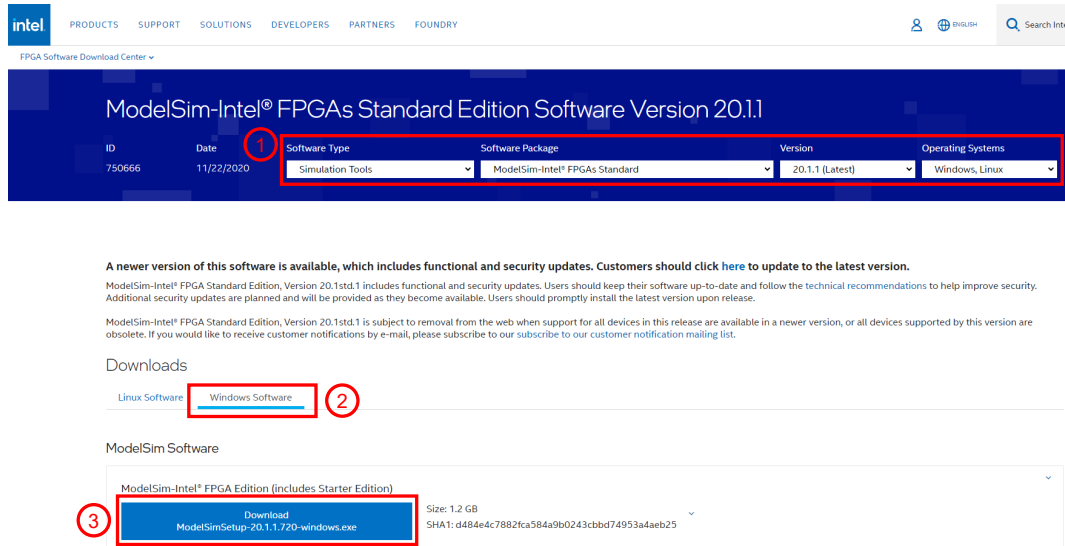 intel. PRODUCTS SUPPORT SOLUTIONS DEVELOPERS PARTNERS FOUNDRY ENGLISH Search Inte
FPGA Software Download Center
ModelSim-Intel® FPGAs Standard Edition Software Version 20.1.1
1
ID Date Software Type Software Package Version Operating Systems
750666 11/22/2020 Simulation Tools ModelSim-Intel® FPGAs Standard 20.1.1 (Latest) Windows, Linux
A newer version of this software is available, which includes functional and security updates. Customers should click here to update to the latest version.
ModelSim-Intel® FPGA Standard Edition, Version 20.1std.1 includes functional and security updates. Users should keep their software up-to-date and follow the technical recommendations to help improve security.
Additional security updates are planned and will be provided as they become available. Users should promptly install the latest version upon release.
ModelSim-Intel® FPGA Standard Edition, Version 20.1std.1 is subject to removal from the web when support for all devices in this release are available in a newer version, or all devices supported by this version are
obsolete. If you would like to receive customer notifications by e-mail, please subscribe to our subscribe to our customer notification mailing list.
Downloads
Linux Software Windows Software 2
ModelSim Software
ModelSim-Intel® FPGA Edition (includes Starter Edition)
3
Download
ModelSimSetup-20.1.1.720-windows.exe
Size: 1.2 GB
SHA1: d484e4c7882fca584a9b0243cbbd74953a4aeb25